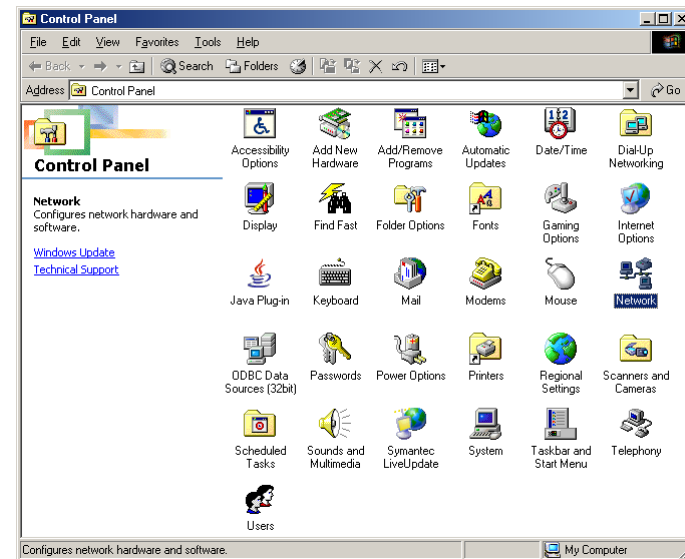 Control Panel
File Edit View Favorites Tools Help
Back Search Folders
Address Control Panel Go
Control Panel
Network
Configures network hardware and
software.
Windows Update
Technical Support
Accessibility
Options
Add New
Hardware
Add/Remove
Programs
Automatic
Updates
Date/Time
Dial-Up
Networking
Display
Find Fast
Folder Options
Fonts
Gaming
Options
Internet
Options
Java Plug-in
Keyboard
Mail
Modems
Mouse
Network
ODBC Data
Sources (32bit)
Passwords
Power Options
Printers
Regional
Settings
Scanners and
Cameras
Scheduled
Tasks
Sounds and
Multimedia
Symantec
LiveUpdate
System
Taskbar and
Start Menu
Telephony
Users
Configures network hardware and software. My Computer